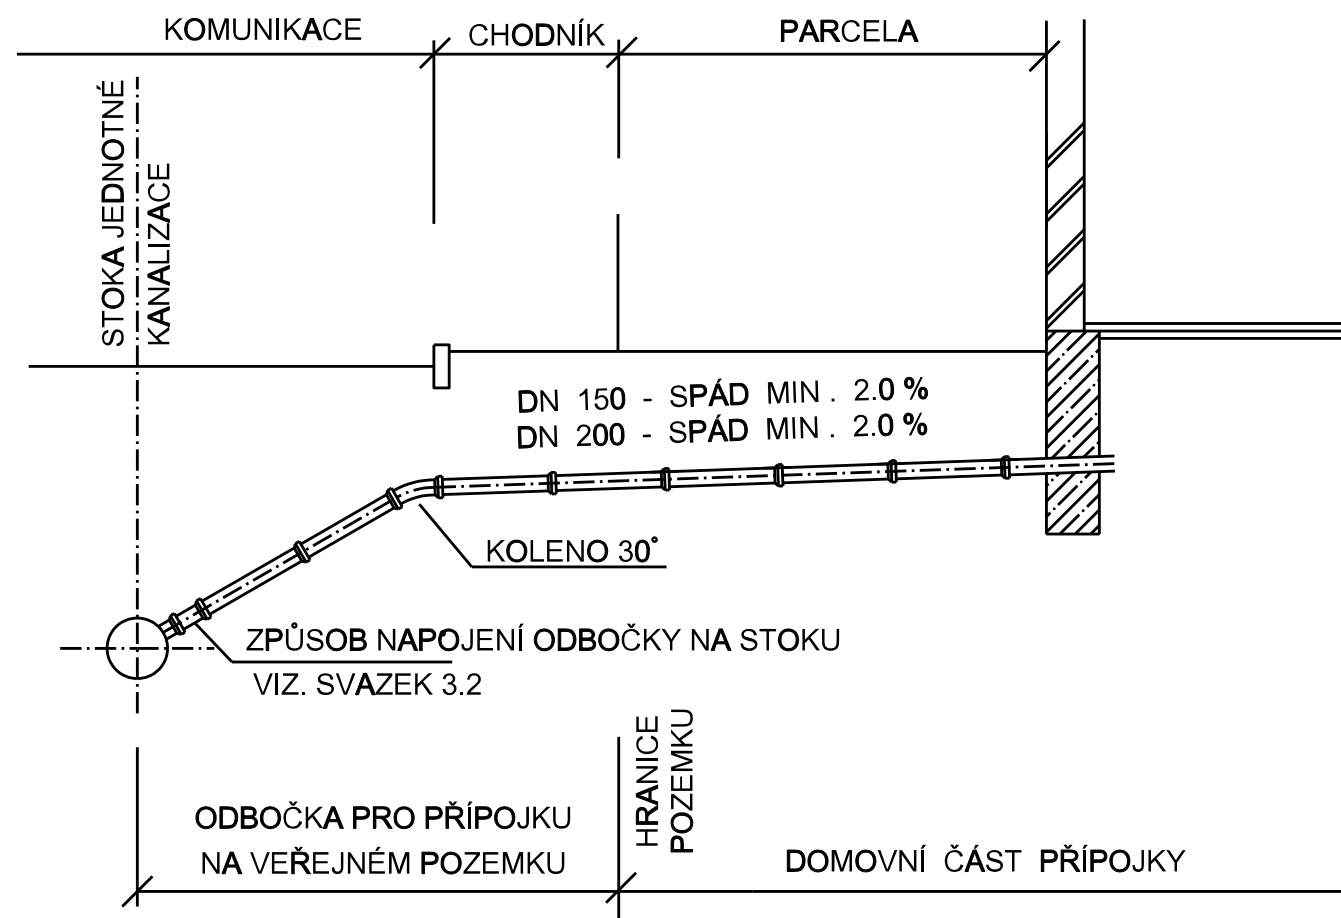 KOMUNIKACE
CHODNÍK
PARCELA
STOKA JEDNOTNÉ
KANALIZACE
DN 150 - SPÁD MIN . 2.0 %
DN 200 - SPÁD MIN . 2.0 %
KOLENO 30°
ZPŮSOB NAPOJENÍ ODBOČKY NA STOKU
VIZ. SVAZEK 3.2
HRANICE
POZEMKU
ODBOČKA PRO PŘÍPOJKU
NA VEŘEJNÉM POZEMKU
DOMOVNÍ ČÁST PŘÍPOJKY